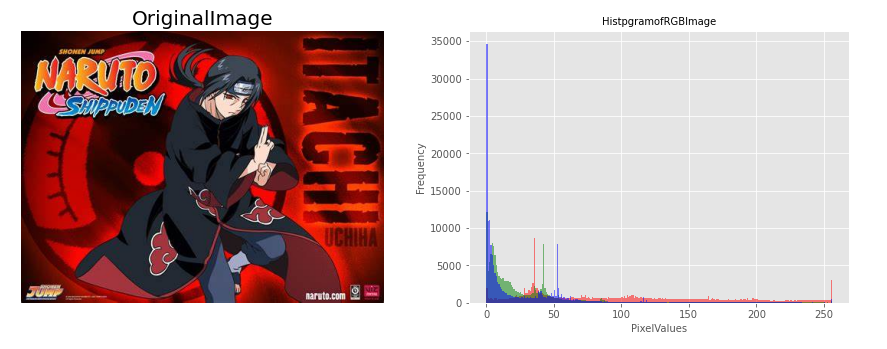 OriginalImage
SHONEN JUMP
NARUTO
SHIPPUDEN
ITACHI
UCHIHA
SHONEN
JUMP
naruto.com
HistpgramofRGBImage
Frequency
35000
30000
25000
20000
15000
10000
5000
0
0 50 100 150 200 250
PixelValues